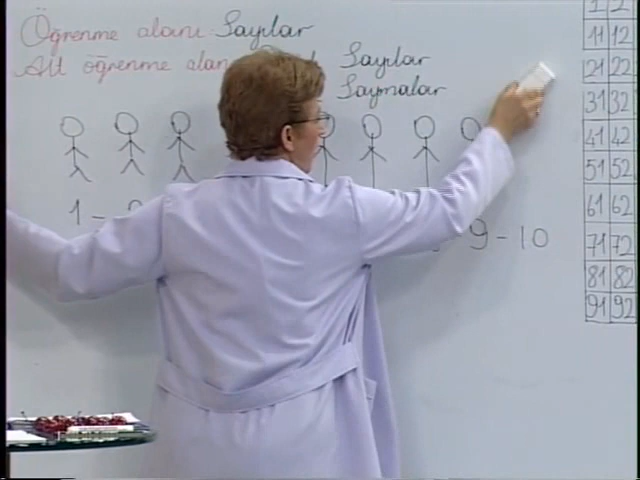 Öğrenme alanı: Sayılar
Alt öğrenme alan Sayılar
Saymalar
1 -
9 - 10
1 2
11 12
21 22
31 32
41 42
51 52
61 62
71 72
81 82
91 92